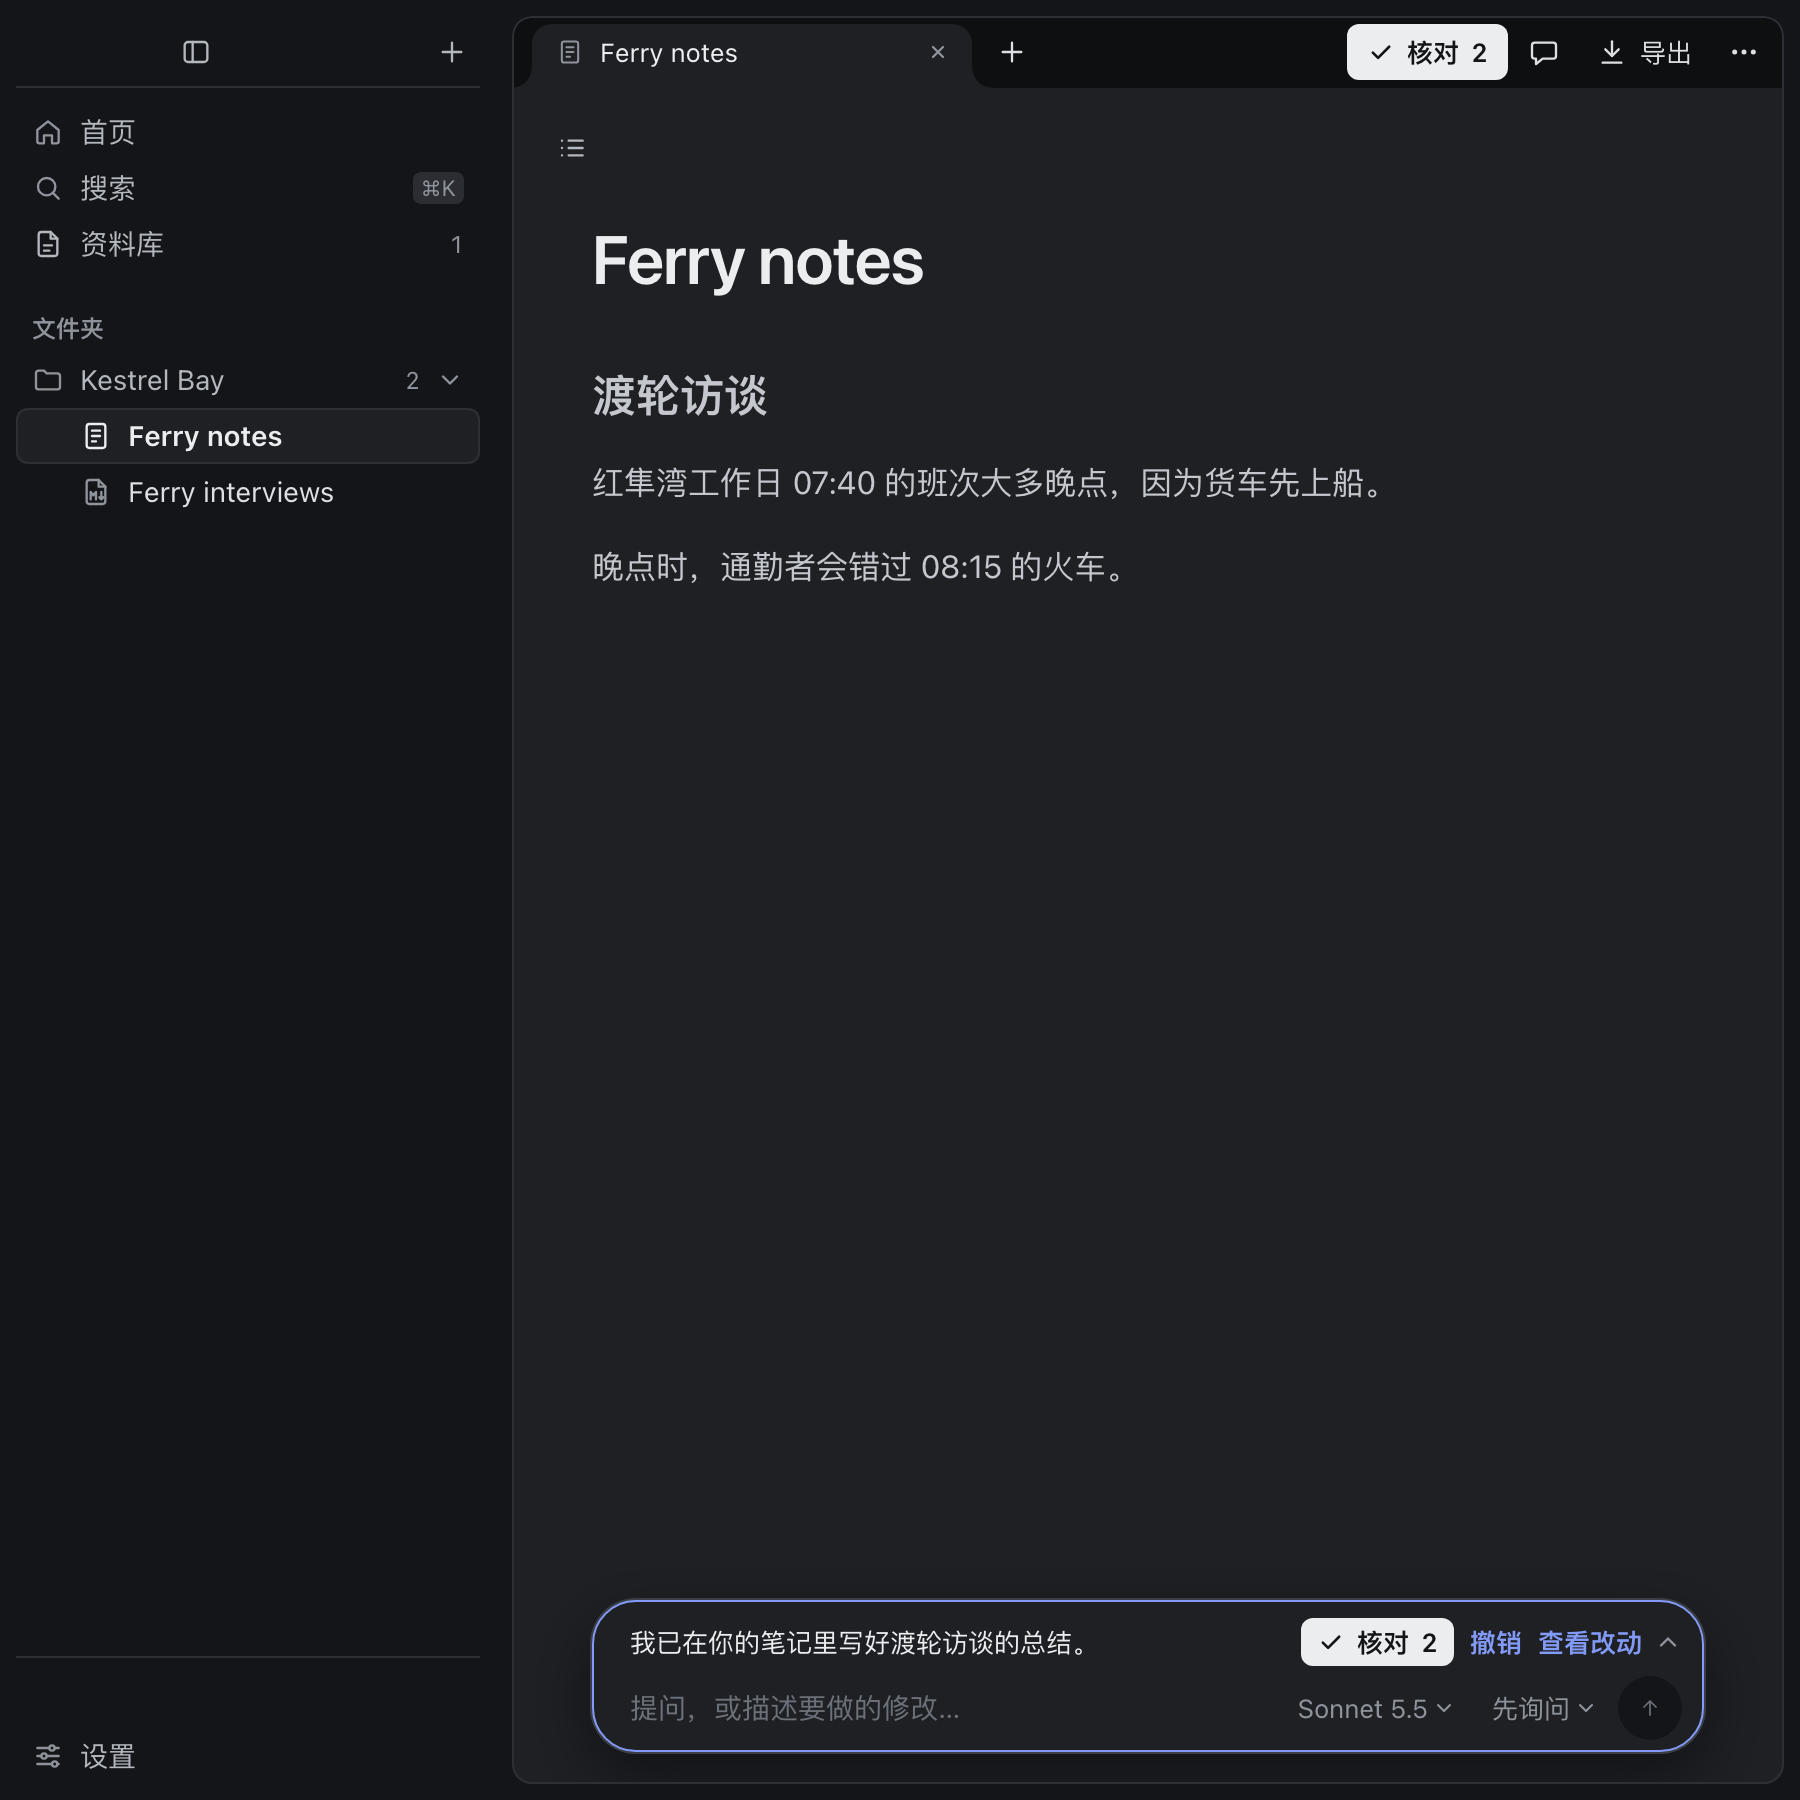 首页
搜索 ⌘K
资料库 1
文件夹
Kestrel Bay 2
Ferry notes
Ferry interviews
设置
Ferry notes
核对 2
导出
Ferry notes
渡轮访谈
红隼湾工作日 07:40 的班次大多晚点，因为货车先上船。
晚点时，通勤者会错过 08:15 的火车。
我已在你的笔记里写好渡轮访谈的总结。 核对 2 撤销 查看改动
提问，或描述要做的修改... Sonnet 5.5 先询问